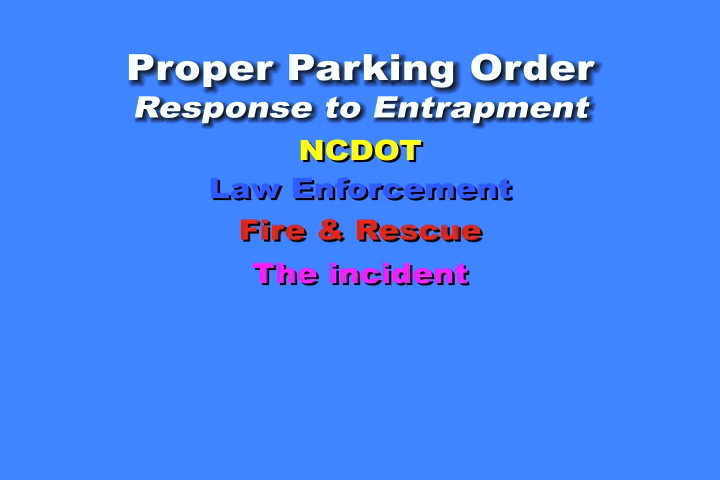 Proper Parking Order
Response to Entrapment
NCDOT
Law Enforcement
Fire & Rescue
The incident